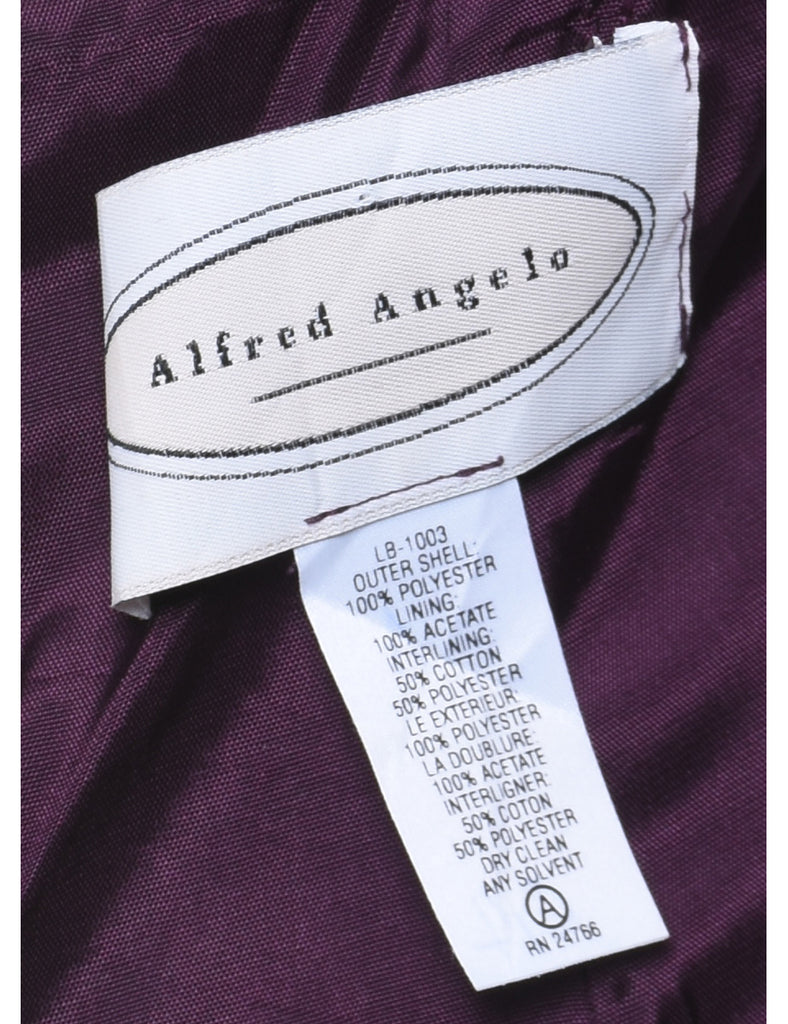 Alfred Angelo
LB-1003
OUTER SHELL:
100% POLYESTER
LINING:
100% ACETATE
INTERLINING:
50% COTTON
50% POLYESTER
LE EXTERIEUR:
100% POLYESTER
LA DOUBLURE:
100% ACETATE
INTERLIGNER:
50% COTON
50% POLYESTER
DRY CLEAN
ANY SOLVENT
A
RN 24766